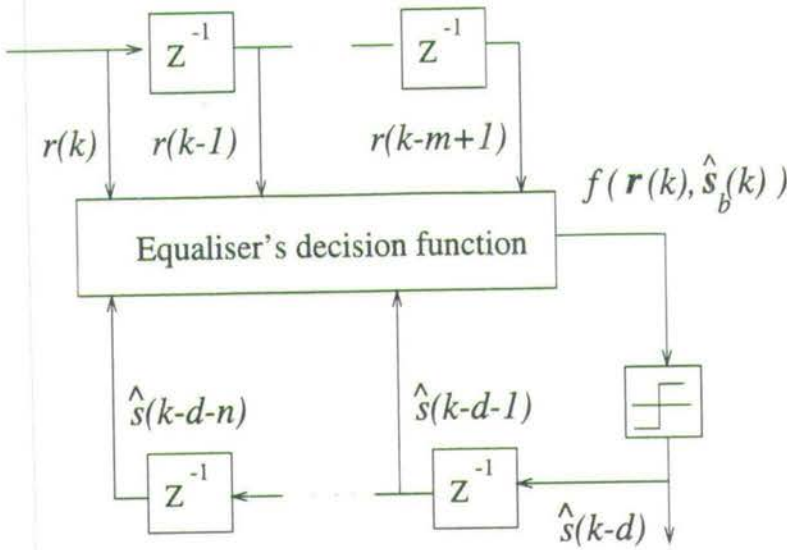 z⁻¹
z⁻¹
r(k)
r(k-1)
r(k-m+1)
f( r(k), ŝ_b(k) )
Equaliser's decision function
ŝ(k-d-n)
ŝ(k-d-1)
z⁻¹
z⁻¹
ŝ(k-d)